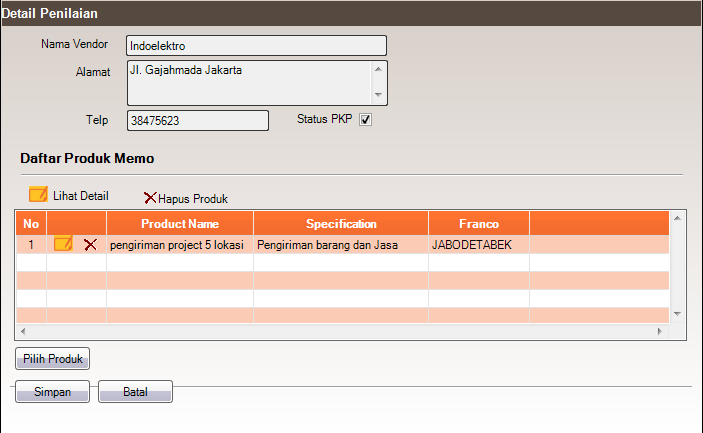 Detail Penilaian
Nama Vendor Indoelektro
Alamat Jl. Gajahmada Jakarta
Telp 38475623 Status PKP
Daftar Produk Memo
Lihat Detail Hapus Produk
No Product Name Specification Franco
1 pengiriman project 5 lokasi Pengiriman barang dan Jasa JABODETABEK
Pilih Produk
Simpan Batal